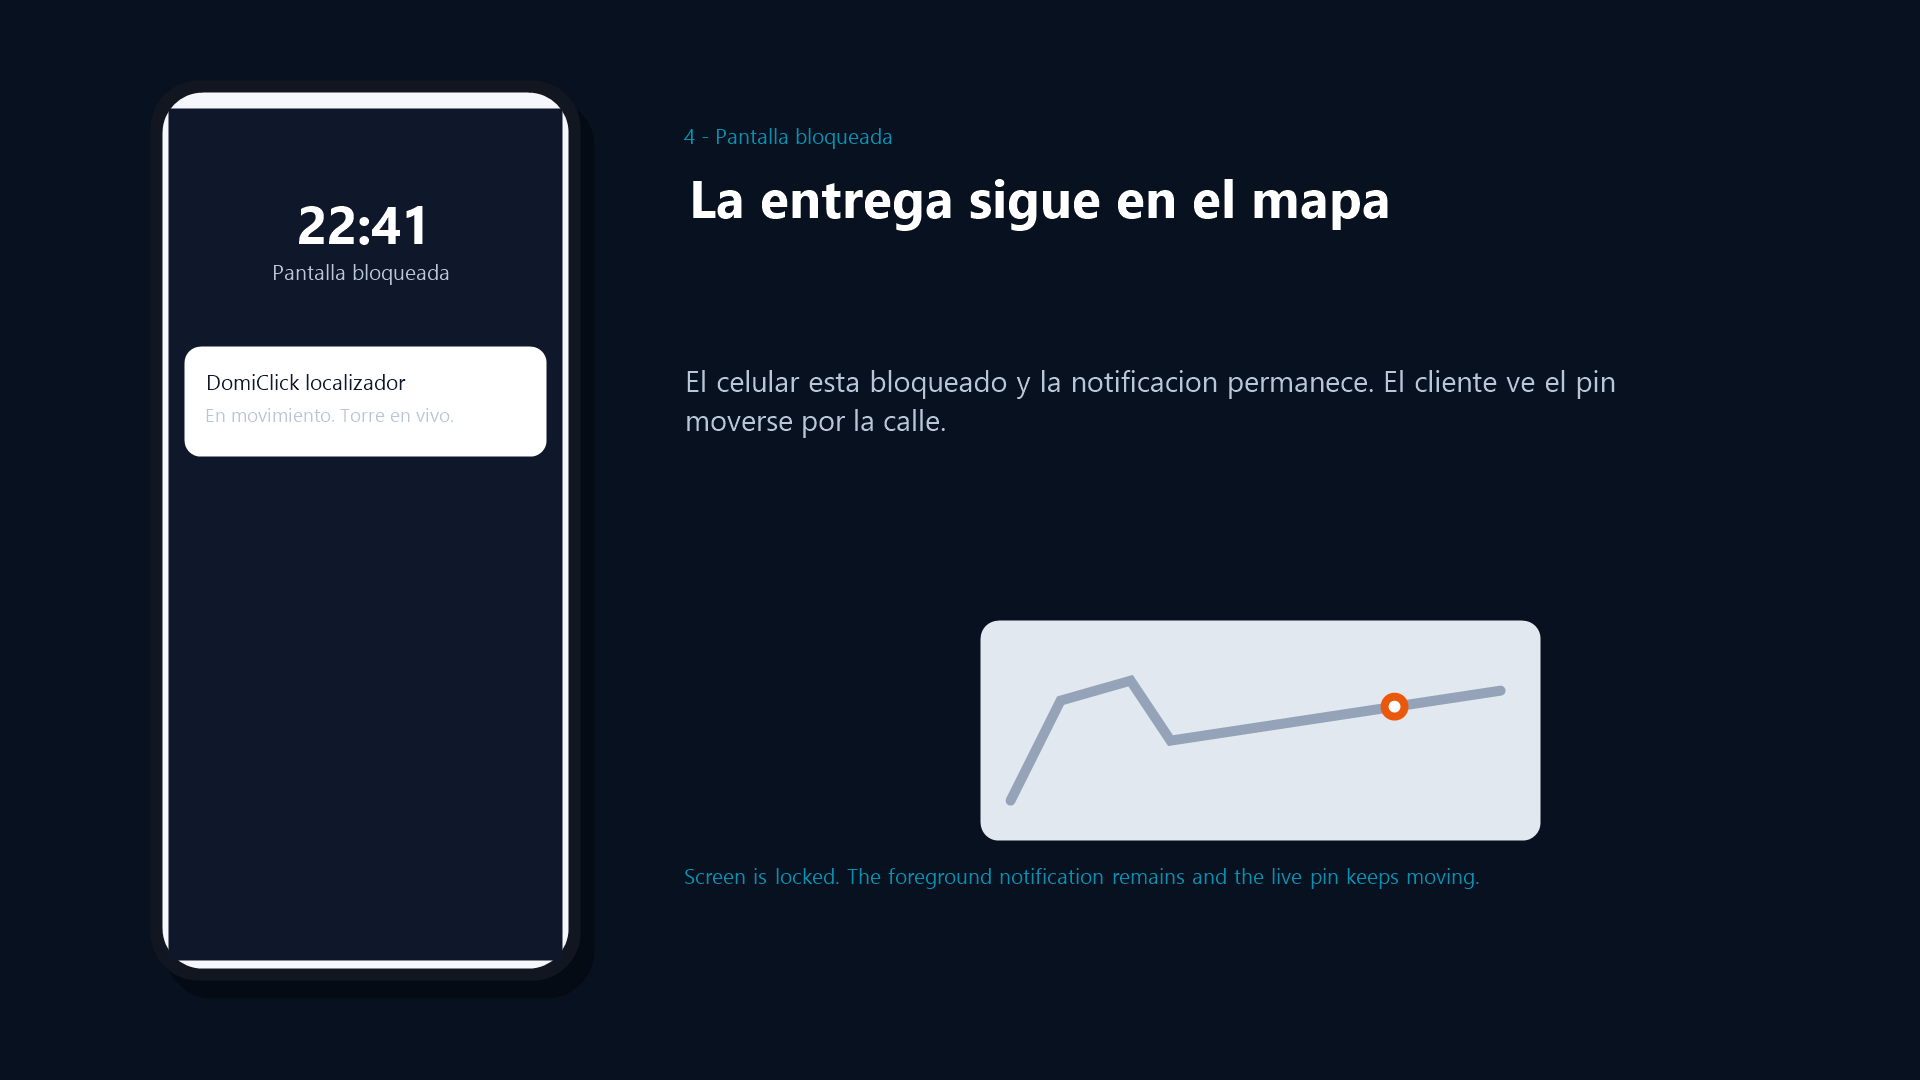 22:41
Pantalla bloqueada
DomiClick localizador
En movimiento. Torre en vivo.
4 - Pantalla bloqueada
La entrega sigue en el mapa
El celular esta bloqueado y la notificacion permanece. El cliente ve el pin
moverse por la calle.
Screen is locked. The foreground notification remains and the live pin keeps moving.